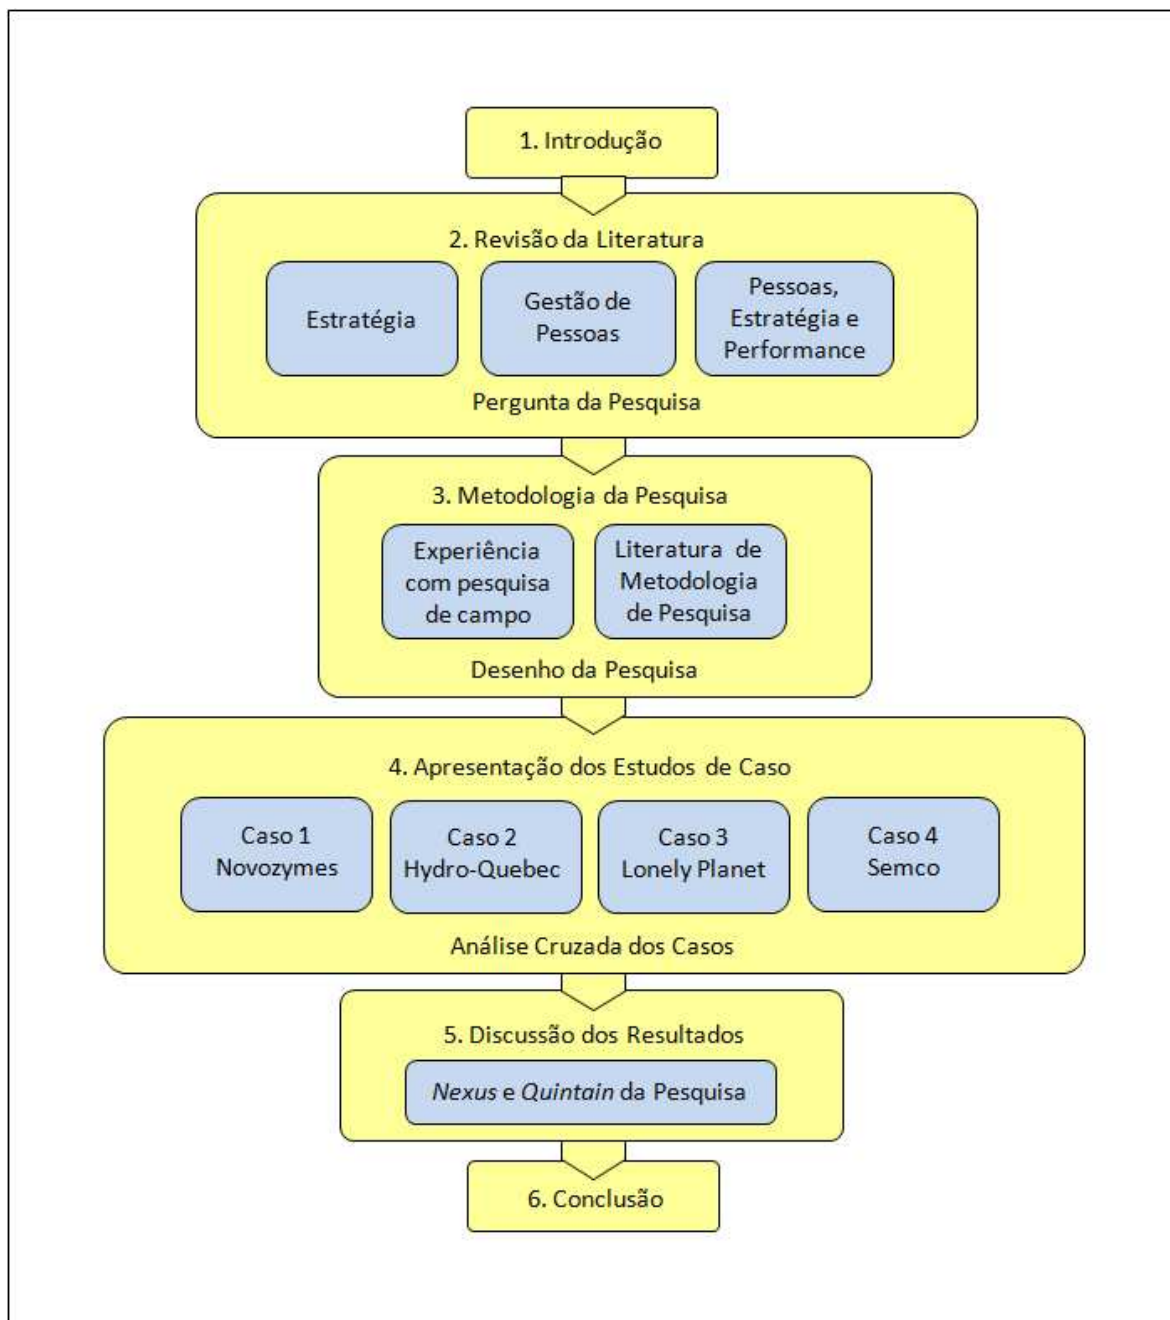 1. Introdução
2. Revisão da Literatura
Estratégia
Gestão de
Pessoas
Pessoas,
Estratégia e
Performance
Pergunta da Pesquisa
3. Metodologia da Pesquisa
Experiência
com pesquisa
de campo
Literatura de
Metodologia
de Pesquisa
Desenho da Pesquisa
4. Apresentação dos Estudos de Caso
Caso 1
Novozymes
Caso 2
Hydro-Quebec
Caso 3
Lonely Planet
Caso 4
Semco
Análise Cruzada dos Casos
5. Discussão dos Resultados
Nexus e Quintain da Pesquisa
6. Conclusão